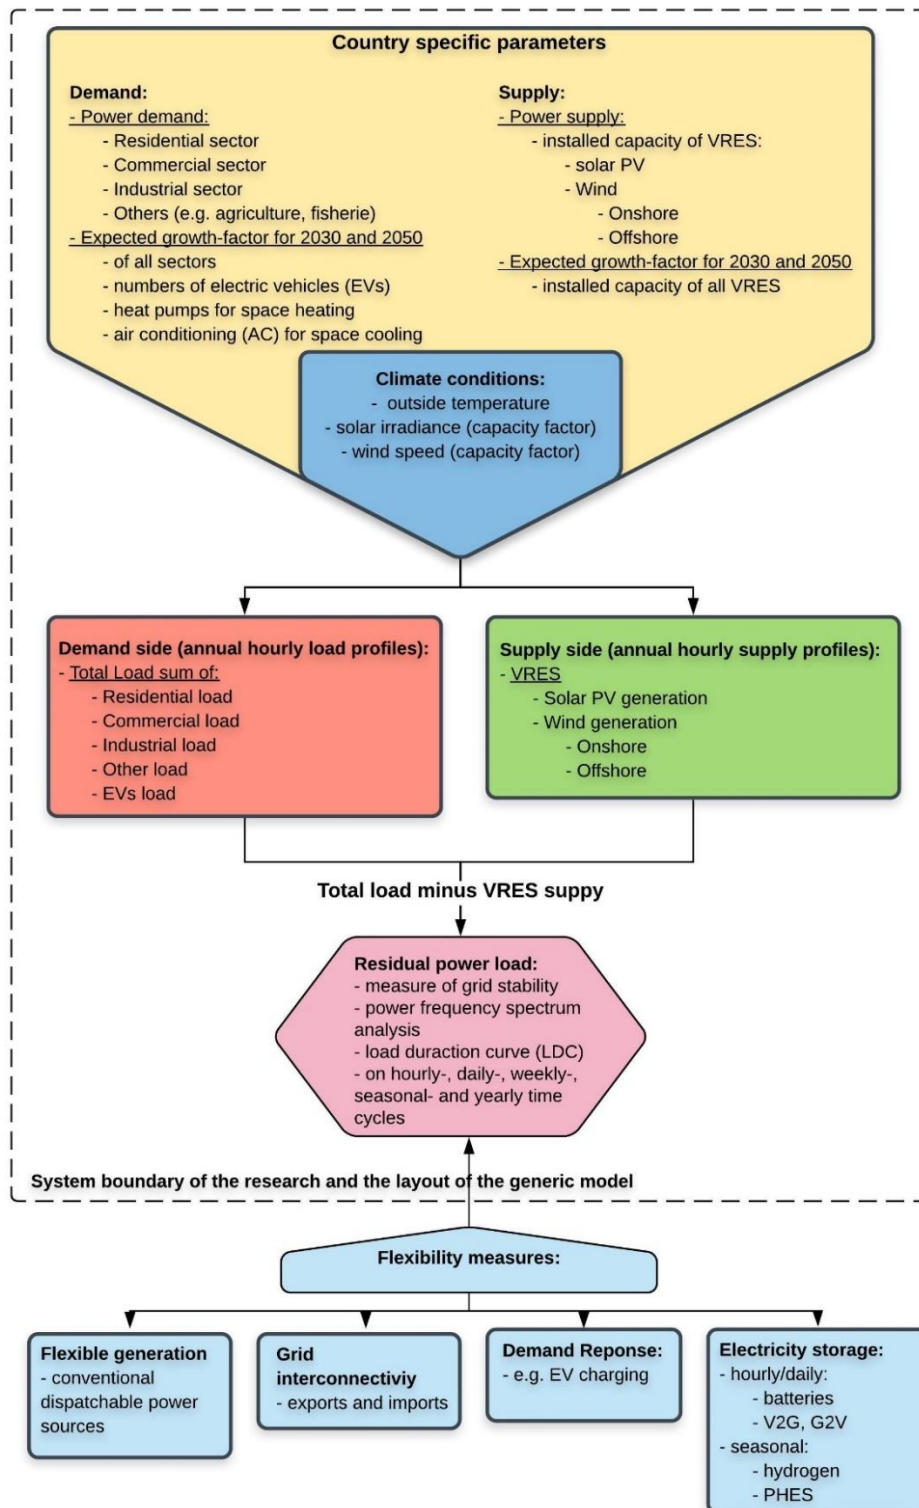 Country specific parameters
Demand:
- Power demand:
- Residential sector
- Commercial sector
- Industrial sector
- Others (e.g. agriculture, fisherie)
- Expected growth-factor for 2030 and 2050
- of all sectors
- numbers of electric vehicles (EVs)
- heat pumps for space heating
- air conditioning (AC) for space cooling
Supply:
- Power supply:
- installed capacity of VRES:
- solar PV
- Wind
- Onshore
- Offshore
- Expected growth-factor for 2030 and 2050
- installed capacity of all VRES
Climate conditions:
- outside temperature
- solar irradiance (capacity factor)
- wind speed (capacity factor)
Demand side (annual hourly load profiles):
- Total Load sum of:
- Residential load
- Commercial load
- Industrial load
- Other load
- EVs load
Supply side (annual hourly supply profiles):
- VRES
- Solar PV generation
- Wind generation
- Onshore
- Offshore
Total load minus VRES suppy
Residual power load:
- measure of grid stability
- power frequency spectrum
analysis
- load duraction curve (LDC)
- on hourly-, daily-, weekly-,
seasonal- and yearly time
cycles
System boundary of the research and the layout of the generic model
Flexibility measures:
Flexible generation
- conventional
dispatchable power
sources
Grid
interconnectiviy
- exports and imports
Demand Reponse:
- e.g. EV charging
Electricity storage:
- hourly/daily:
- batteries
- V2G, G2V
- seasonal:
- hydrogen
- PHES